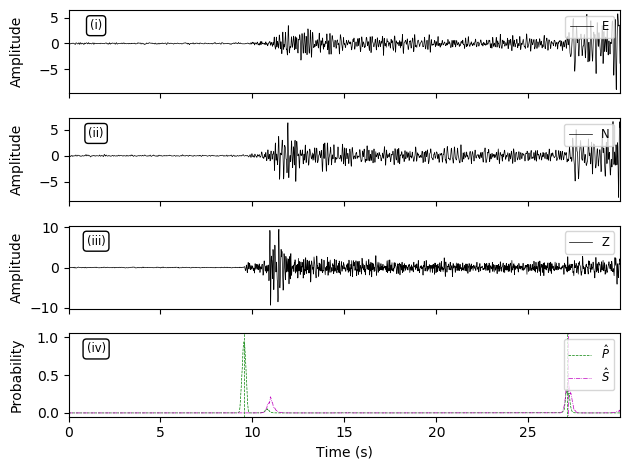 Amplitude
5
0
−5
(i)
E
Amplitude
5
0
−5
(ii)
N
Amplitude
10
0
−10
(iii)
Z
Probability
1.0
0.5
0.0
(iv)
P̂
Ŝ
0 5 10 15 20 25
Time (s)